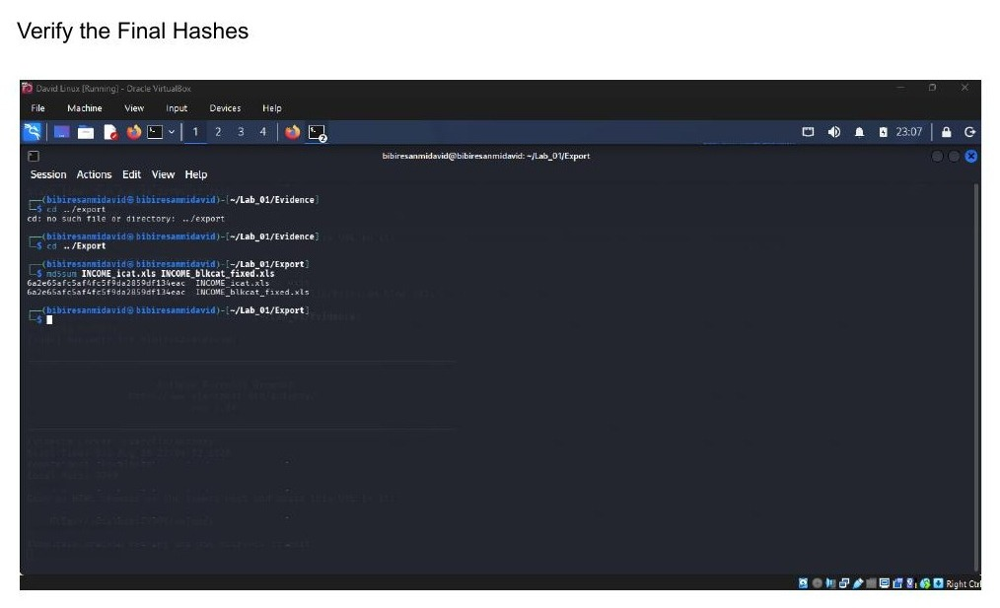 Verify the Final Hashes
David Linux [Running] - Oracle VirtualBox
File Machine View Input Devices Help
1 2 3 4 2 23:07
bibiresanmidavid@bibiresanmidavid: ~/Lab_01/Export
Session Actions Edit View Help
(bibiresanmidavid㉿bibiresanmidavid)-[~/Lab_01/Evidence]
$ cd ../export
cd: no such file or directory: ../export
(bibiresanmidavid㉿bibiresanmidavid)-[~/Lab_01/Evidence]
$ cd ../Export
(bibiresanmidavid㉿bibiresanmidavid)-[~/Lab_01/Export]
$ md5sum INCOME_icat.xls INCOME_blkcat_fixed.xls
6a2e65afc5af4fc5f9da2859df134eac INCOME_icat.xls
6a2e65afc5af4fc5f9da2859df134eac INCOME_blkcat_fixed.xls
(bibiresanmidavid㉿bibiresanmidavid)-[~/Lab_01/Export]
$
Right Ctrl